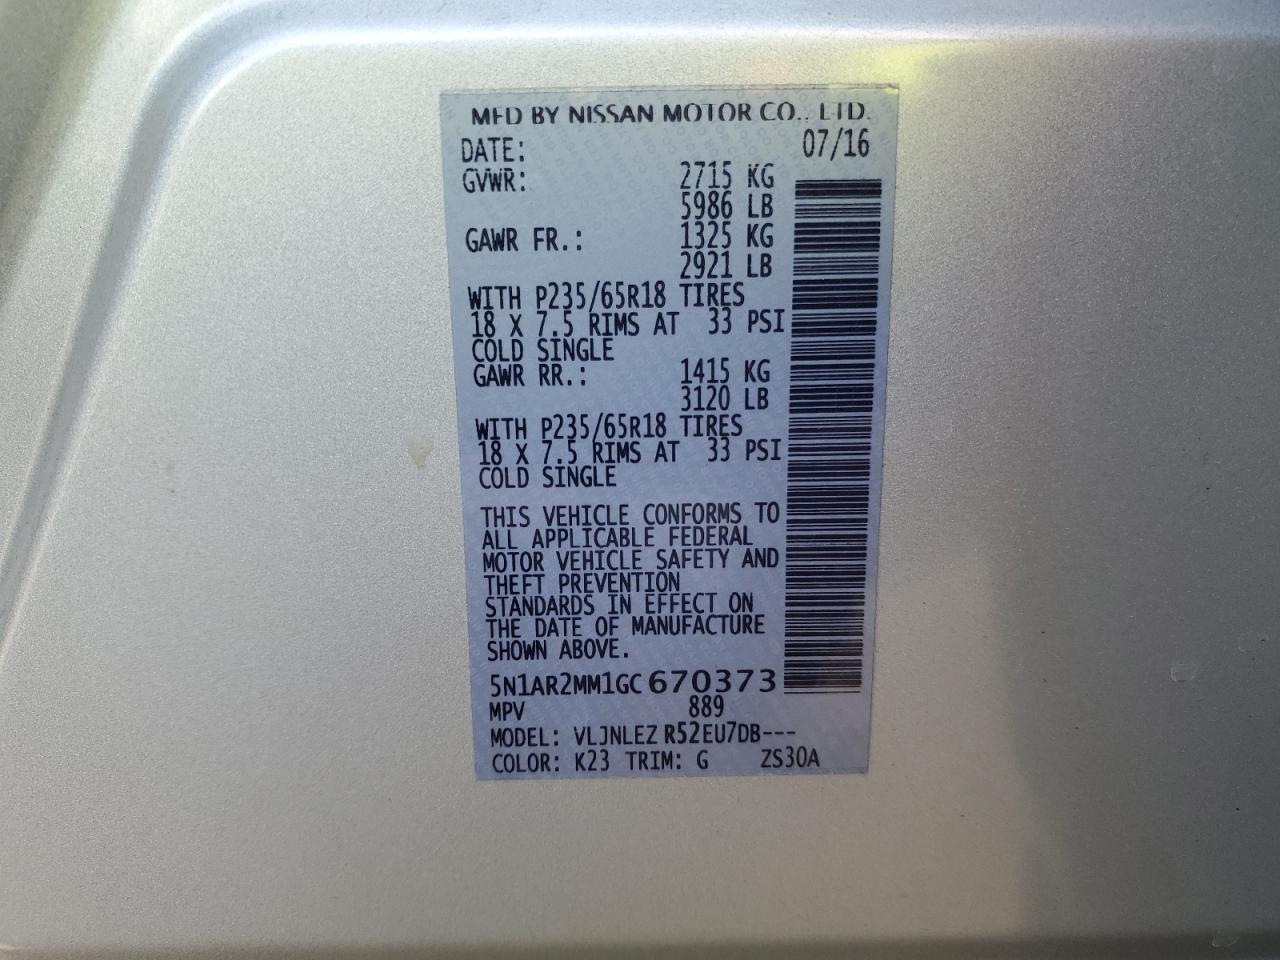 MFD BY NISSAN MOTOR CO., LTD.
DATE: 07/16
GVWR: 2715 KG
5986 LB
GAWR FR.: 1325 KG
2921 LB
WITH P235/65R18 TIRES
18 X 7.5 RIMS AT 33 PSI
COLD SINGLE
GAWR RR.: 1415 KG
3120 LB
WITH P235/65R18 TIRES
18 X 7.5 RIMS AT 33 PSI
COLD SINGLE
THIS VEHICLE CONFORMS TO
ALL APPLICABLE FEDERAL
MOTOR VEHICLE SAFETY AND
THEFT PREVENTION
STANDARDS IN EFFECT ON
THE DATE OF MANUFACTURE
SHOWN ABOVE.
5N1AR2MM1GC670373
MPV 889
MODEL: VLJNLEZ R52EU7DB---
COLOR: K23 TRIM: G ZS30A